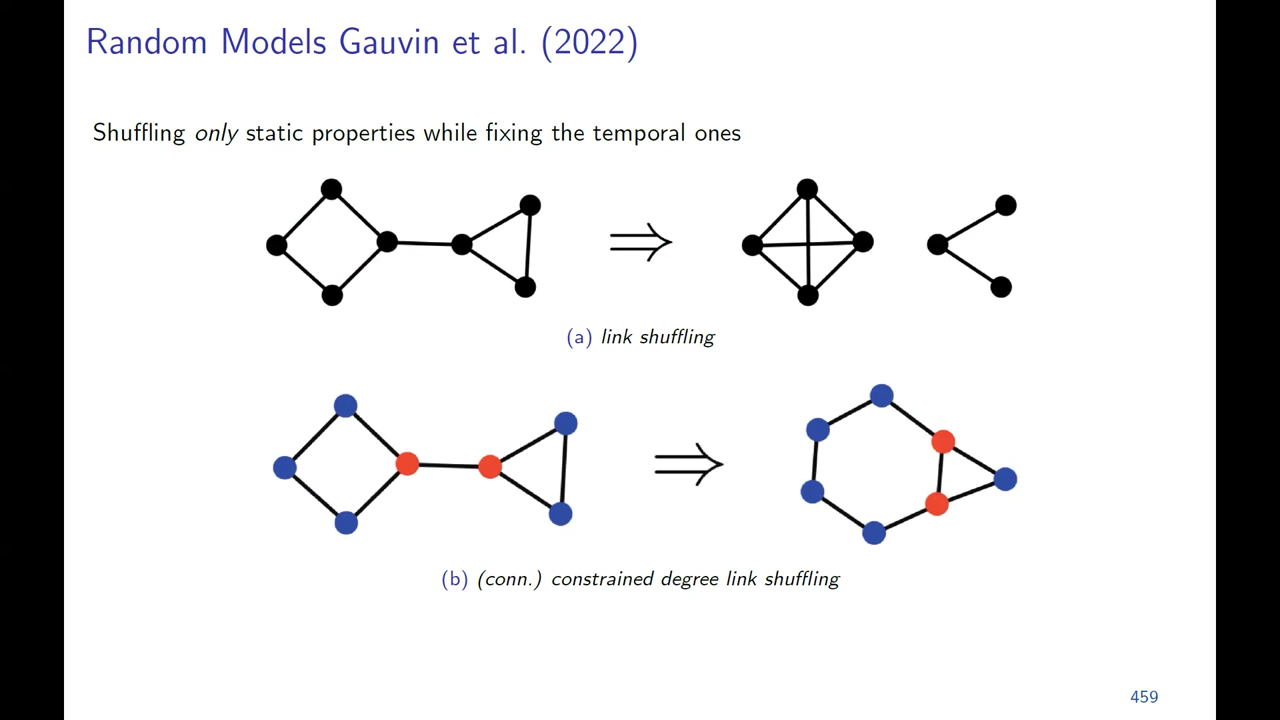 Random Models Gauvin et al. (2022)
Shuffling only static properties while fixing the temporal ones
(a) link shuffling
(b) (conn.) constrained degree link shuffling
459